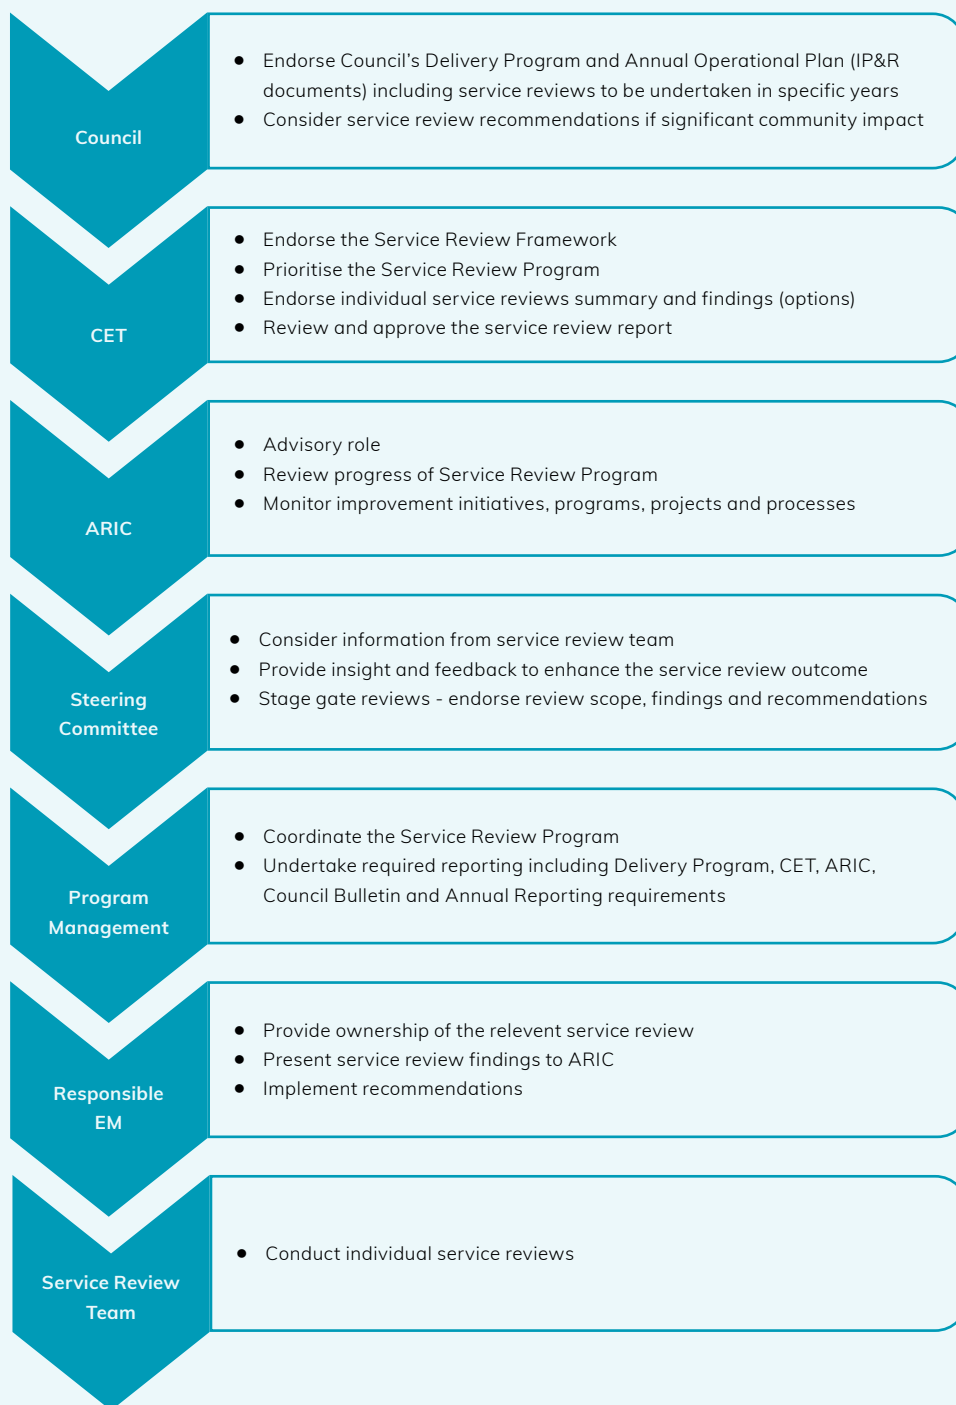 Council
● Endorse Council’s Delivery Program and Annual Operational Plan (IP&R
documents) including service reviews to be undertaken in specific years
● Consider service review recommendations if significant community impact
CET
● Endorse the Service Review Framework
● Prioritise the Service Review Program
● Endorse individual service reviews summary and findings (options)
● Review and approve the service review report
ARIC
● Advisory role
● Review progress of Service Review Program
● Monitor improvement initiatives, programs, projects and processes
Steering
Committee
● Consider information from service review team
● Provide insight and feedback to enhance the service review outcome
● Stage gate reviews - endorse review scope, findings and recommendations
Program
Management
● Coordinate the Service Review Program
● Undertake required reporting including Delivery Program, CET, ARIC,
Council Bulletin and Annual Reporting requirements
Responsible
EM
● Provide ownership of the relevent service review
● Present service review findings to ARIC
● Implement recommendations
Service Review
Team
● Conduct individual service reviews